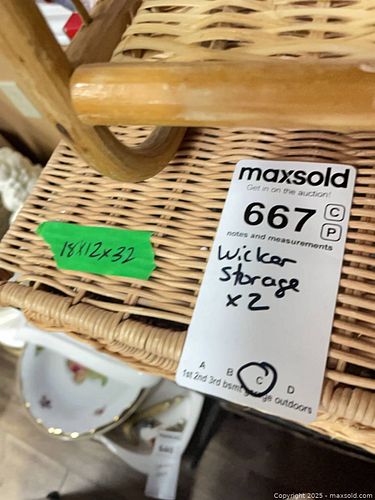 maxsold
Get in on the auction!
667 C
P
notes and measurements
Wicker
Storage
x2
18x12x32
A B C D
1st 2nd 3rd bsmt garage outdoors
Copyright 2025 - maxsold.com